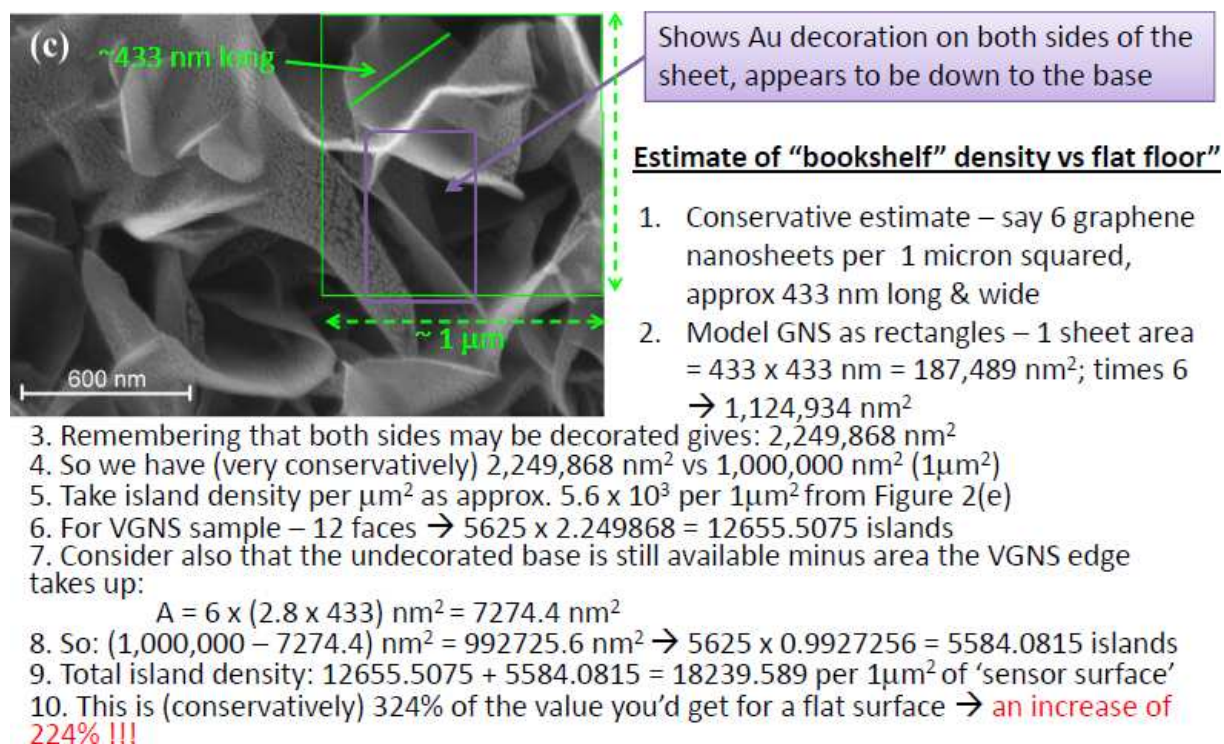 (c)
~433 nm long
~ 1 μm
600 nm
Shows Au decoration on both sides of the
sheet, appears to be down to the base
Estimate of “bookshelf” density vs flat floor”
1. Conservative estimate – say 6 graphene
nanosheets per 1 micron squared,
approx 433 nm long & wide
2. Model GNS as rectangles – 1 sheet area
= 433 x 433 nm = 187,489 nm²; times 6
→ 1,124,934 nm²
3. Remembering that both sides may be decorated gives: 2,249,868 nm²
4. So we have (very conservatively) 2,249,868 nm² vs 1,000,000 nm² (1μm²)
5. Take island density per μm² as approx. 5.6 x 10³ per 1μm² from Figure 2(e)
6. For VGNS sample – 12 faces → 5625 x 2.249868 = 12655.5075 islands
7. Consider also that the undecorated base is still available minus area the VGNS edge
takes up:
A = 6 x (2.8 x 433) nm² = 7274.4 nm²
8. So: (1,000,000 – 7274.4) nm² = 992725.6 nm² → 5625 x 0.9927256 = 5584.0815 islands
9. Total island density: 12655.5075 + 5584.0815 = 18239.589 per 1μm² of ‘sensor surface’
10. This is (conservatively) 324% of the value you’d get for a flat surface → an increase of
224% !!!